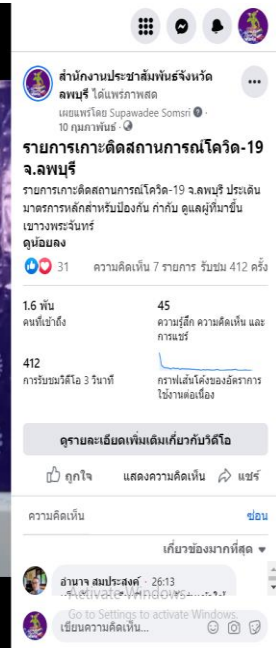 สำนักงานประชาสัมพันธ์จังหวัด
ลพบุรี ได้แพร่ภาพสด
เผยแพร่โดย Supawadee Somsri
10 กุมภาพันธ์
รายการเกาะติดสถานการณ์โควิด-19
จ.ลพบุรี
รายการเกาะติดสถานการณ์โควิด-19 จ.ลพบุรี ประเด็น
มาตรการหลักสำหรับป้องกัน กำกับ ดูแลผู้ที่มาขึ้น
เขาวงพระจันทร์
ดูน้อยลง
31 ความคิดเห็น 7 รายการ รับชม 412 ครั้ง
1.6 พัน
คนที่เข้าถึง
45
ความรู้สึก ความคิดเห็น และ
การแชร์
412
การรับชมวิดีโอ 3 วินาที
กราฟเส้นโค้งของอัตราการ
ใช้งานต่อเนื่อง
ดูรายละเอียดเพิ่มเติมเกี่ยวกับวิดีโอ
ถูกใจ แสดงความคิดเห็น แชร์
ความคิดเห็น ซ่อน
เกี่ยวข้องมากที่สุด
อำนาจ สมประสงค์ · 26:13
Activate Windows
Go to Settings to activate Windows.
เขียนความคิดเห็น...